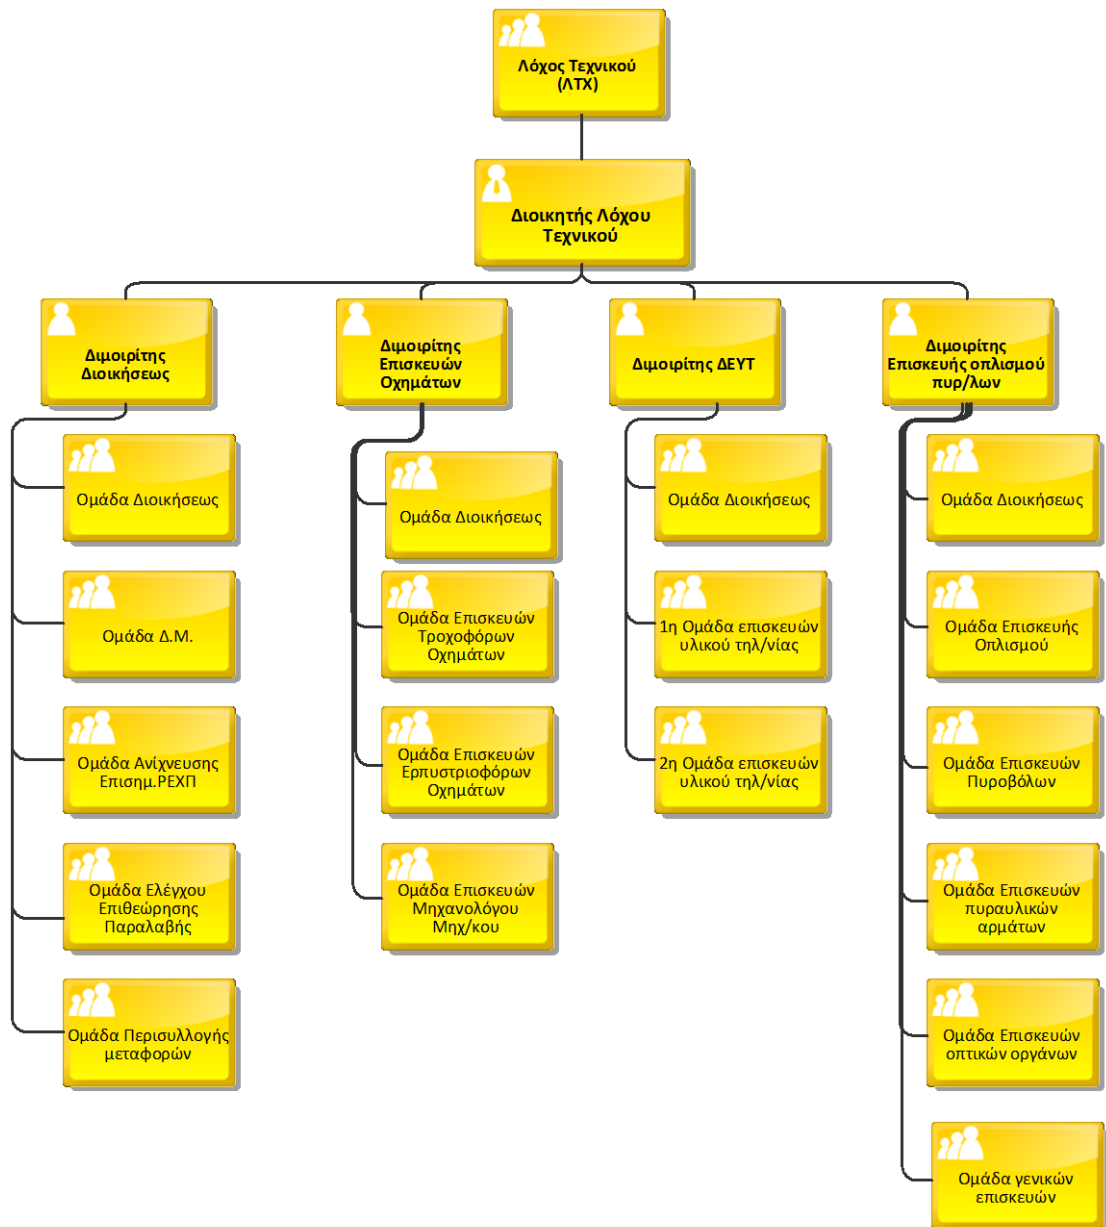 Λόχος Τεχνικού
(ΛΤΧ)
Διοικητής Λόχου
Τεχνικού
Διμοιρίτης
Διοικήσεως
Διμοιρίτης
Επισκευών
Οχημάτων
Διμοιρίτης ΔΕΥΤ
Διμοιρίτης
Επισκευής οπλισμού
πυρ/λων
Ομάδα Διοικήσεως
Ομάδα Δ.Μ.
Ομάδα Ανίχνευσης
Επισημ.ΡΕΧΠ
Ομάδα Ελέγχου
Επιθεώρησης
Παραλαβής
Ομάδα Περισυλλογής
μεταφορών
Ομάδα Διοικήσεως
Ομάδα Επισκευών
Τροχοφόρων
Οχημάτων
Ομάδα Επισκευών
Ερπυστριοφόρων
Οχημάτων
Ομάδα Επισκευών
Μηχανολόγου
Μηχ/κου
Ομάδα Διοικήσεως
1η Ομάδα επισκευών
υλικού τηλ/νίας
2η Ομάδα επισκευών
υλικού τηλ/νίας
Ομάδα Διοικήσεως
Ομάδα Επισκευής
Οπλισμού
Ομάδα Επισκευών
Πυροβόλων
Ομάδα Επισκευών
πυραυλικών
αρμάτων
Ομάδα Επισκευών
οπτικών οργάνων
Ομάδα γενικών
επισκευών